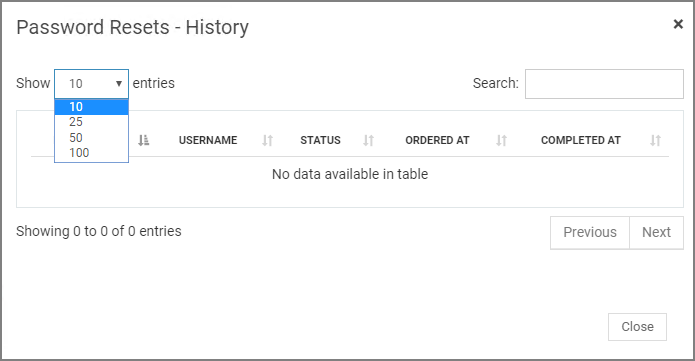 Password Resets - History ×
Show 10 entries Search:
10
25
50
100
USERNAME STATUS ORDERED AT COMPLETED AT
No data available in table
Showing 0 to 0 of 0 entries Previous Next
Close